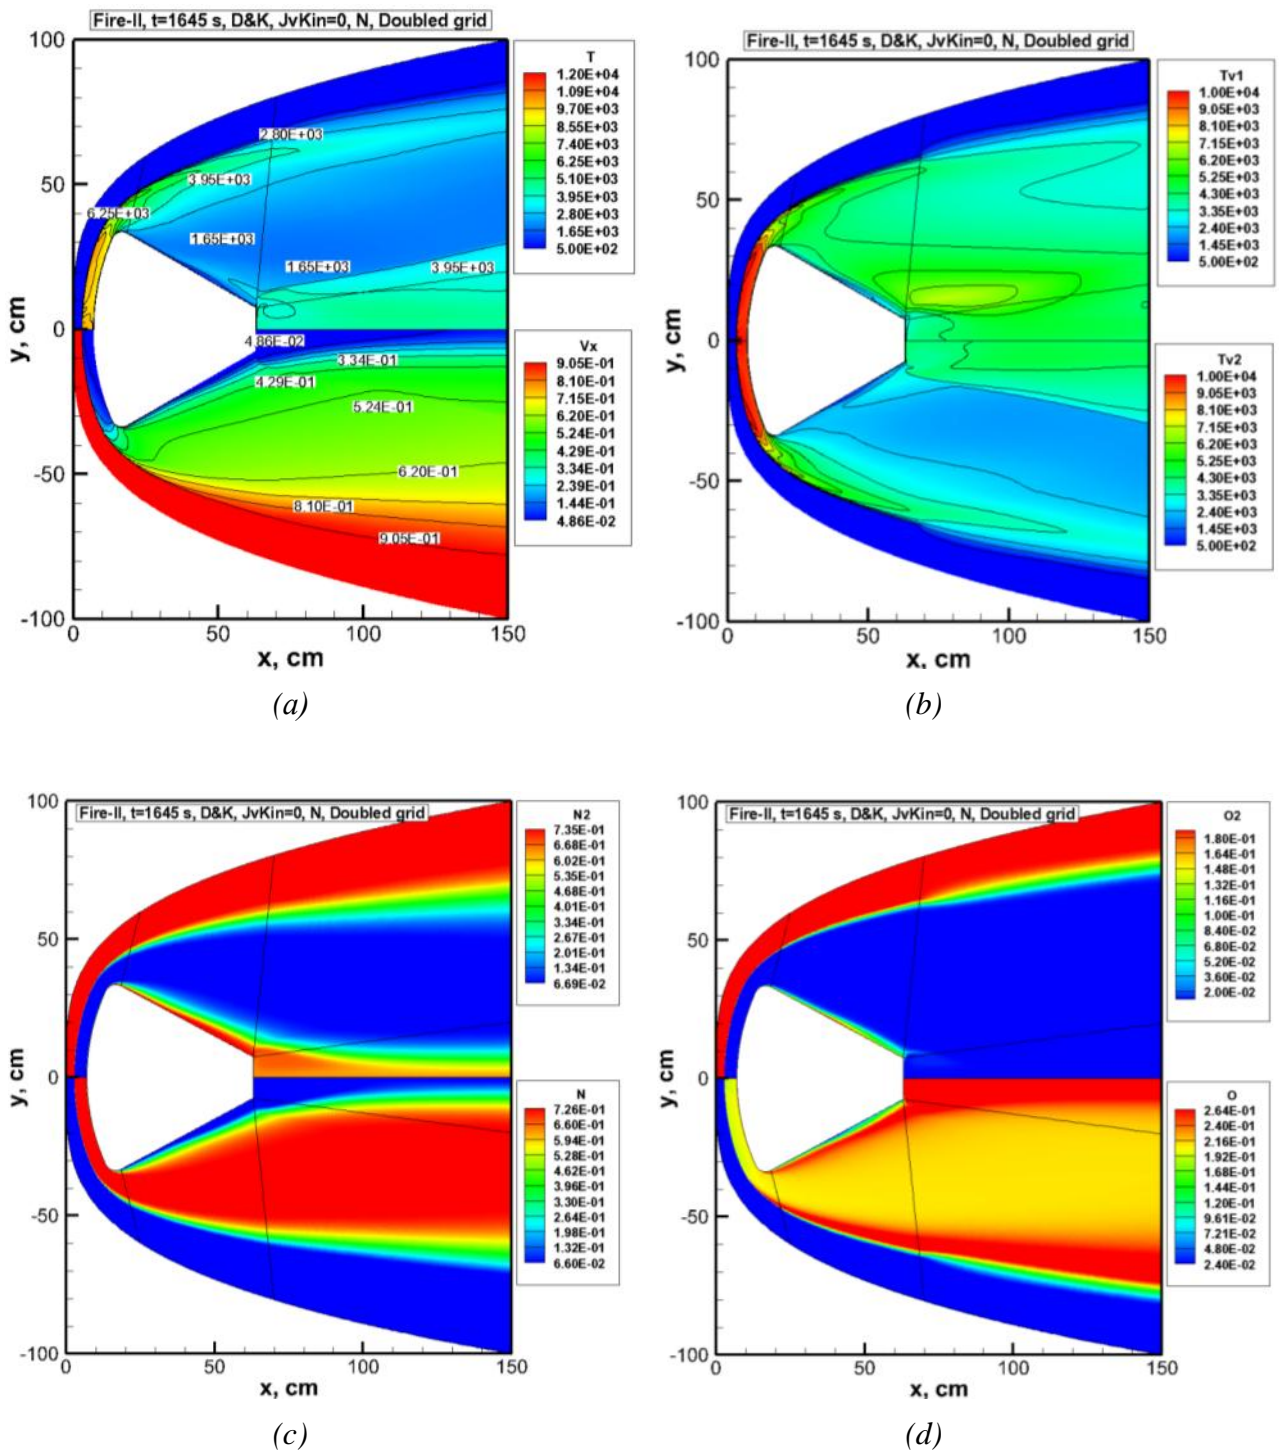 Fire-II, t=1645 s, D&K, JvKin=0, N, Doubled grid
100
50
0
-50
-100
y, cm
0
50
100
150
x, cm
2.80E+03
3.95E+03
6.25E+03
1.65E+03
1.65E+03
3.95E+03
4.86E-02
3.34E-01
4.29E-01
5.24E-01
6.20E-01
8.10E-01
9.05E-01
T
1.20E+04
1.09E+04
9.70E+03
8.55E+03
7.40E+03
6.25E+03
5.10E+03
3.95E+03
2.80E+03
1.65E+03
5.00E+02
Vx
9.05E-01
8.10E-01
7.15E-01
6.20E-01
5.24E-01
4.29E-01
3.34E-01
2.39E-01
1.44E-01
4.86E-02
(a)
Fire-II, t=1645 s, D&K, JvKin=0, N, Doubled grid
100
50
0
-50
-100
y, cm
0
50
100
150
x, cm
Tv1
1.00E+04
9.05E+03
8.10E+03
7.15E+03
6.20E+03
5.25E+03
4.30E+03
3.35E+03
2.40E+03
1.45E+03
5.00E+02
Tv2
1.00E+04
9.05E+03
8.10E+03
7.15E+03
6.20E+03
5.25E+03
4.30E+03
3.35E+03
2.40E+03
1.45E+03
5.00E+02
(b)
Fire-II, t=1645 s, D&K, JvKin=0, N, Doubled grid
100
50
0
-50
-100
y, cm
0
50
100
150
x, cm
N2
7.35E-01
6.68E-01
6.02E-01
5.35E-01
4.68E-01
4.01E-01
3.34E-01
2.67E-01
2.01E-01
1.34E-01
6.69E-02
N
7.26E-01
6.60E-01
5.94E-01
5.28E-01
4.62E-01
3.96E-01
3.30E-01
2.64E-01
1.98E-01
1.32E-01
6.60E-02
(c)
Fire-II, t=1645 s, D&K, JvKin=0, N, Doubled grid
100
50
0
-50
-100
y, cm
0
50
100
150
x, cm
O2
1.80E-01
1.64E-01
1.48E-01
1.32E-01
1.16E-01
1.00E-01
8.40E-02
6.80E-02
5.20E-02
3.60E-02
2.00E-02
O
2.64E-01
2.40E-01
2.16E-01
1.92E-01
1.68E-01
1.44E-01
1.20E-01
9.61E-02
7.21E-02
4.80E-02
2.40E-02
(d)